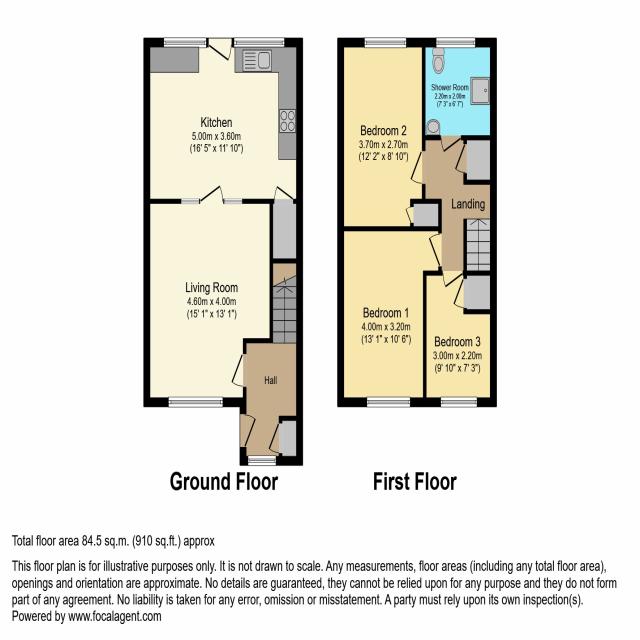 Kitchen
5.00m x 3.60m
(16' 5" x 11' 10")
Living Room
4.60m x 4.00m
(15' 1" x 13' 1")
Hall
Ground Floor
Shower Room
2.20m x 2.00m
(7' 3" x 6' 7")
Bedroom 2
3.70m x 2.70m
(12' 2" x 8' 10")
Landing
Bedroom 1
4.00m x 3.20m
(13' 1" x 10' 6")
Bedroom 3
3.00m x 2.20m
(9' 10" x 7' 3")
First Floor
Total floor area 84.5 sq.m. (910 sq.ft.) approx
This floor plan is for illustrative purposes only. It is not drawn to scale. Any measurements, floor areas (including any total floor area),
openings and orientation are approximate. No details are guaranteed, they cannot be relied upon for any purpose and they do not form
part of any agreement. No liability is taken for any error, omission or misstatement. A party must rely upon its own inspection(s).
Powered by www.focalagent.com